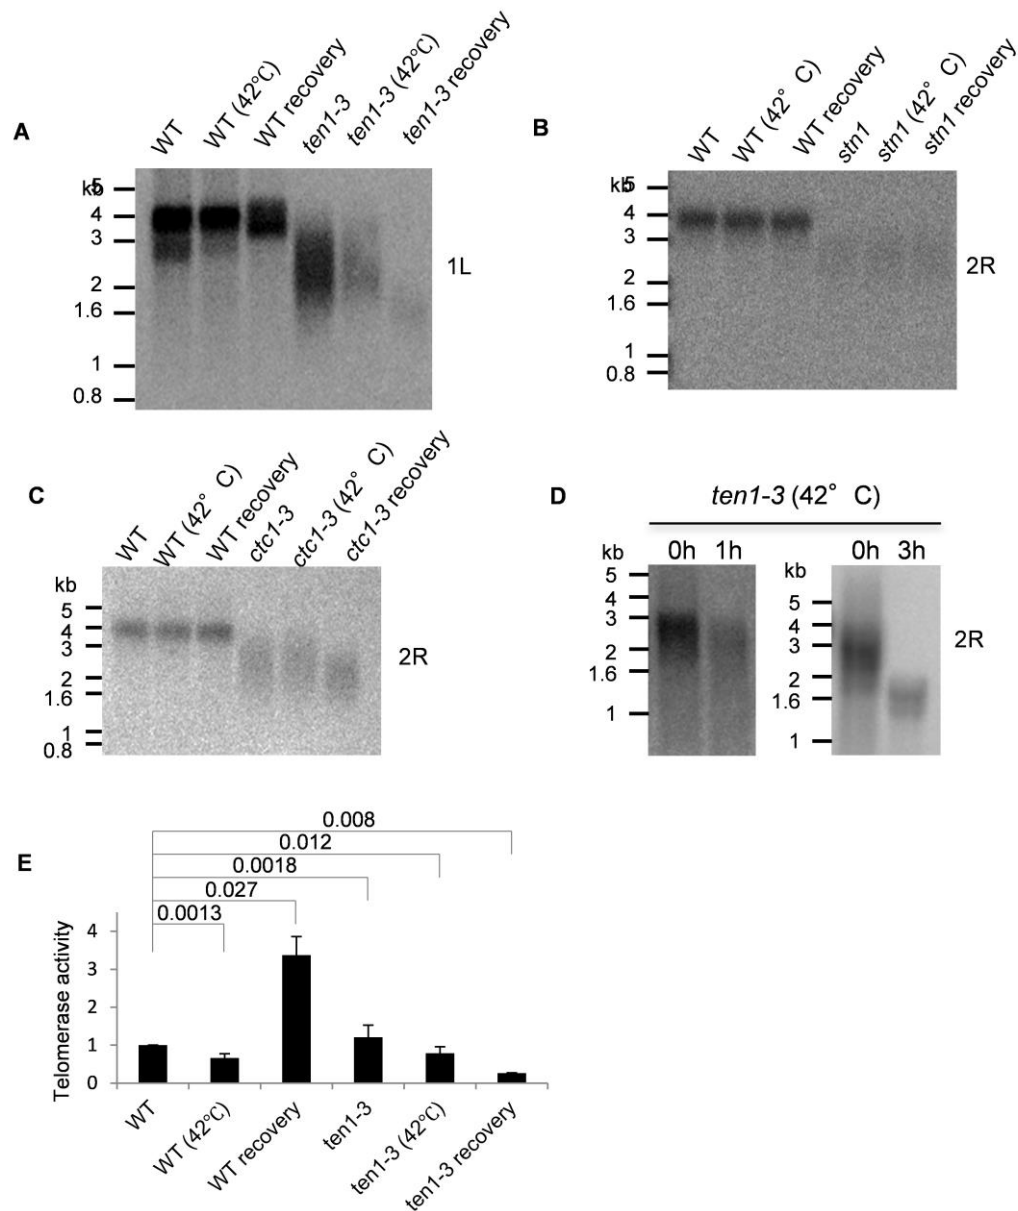 A
WT
WT (42°C)
WT recovery
ten1-3
ten1-3 (42°C)
ten1-3 recovery
kb
5
4
3
2
1.6
1
0.8
1L
B
WT
WT (42° C)
WT recovery
stn1
stn1 (42° C)
stn1 recovery
kb
5
4
3
2
1.6
1
0.8
2R
C
WT
WT (42° C)
WT recovery
ctc1-3
ctc1-3 (42° C)
ctc1-3 recovery
kb
5
4
3
2
1.6
1
0.8
2R
D
ten1-3 (42° C)
kb
0h 1h
5
4
3
2
1.6
1
kb
0h 3h
5
4
3
2
1.6
1
2R
E
0.008
0.012
0.0018
0.027
0.0013
Telomerase activity
4
3
2
1
0
WT
WT (42°C)
WT recovery
ten1-3
ten1-3 (42°C)
ten1-3 recovery